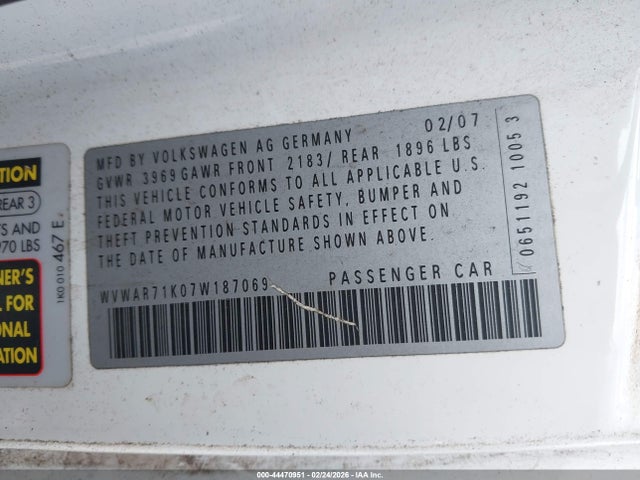 TION
REAR 3
TS AND
970 LBS
1K0 010 467 E
NER'S
L FOR
ONAL
ATION
MFD BY VOLKSWAGEN AG GERMANY 02/07
GVWR 3969 GAWR FRONT 2183/ REAR 1896 LBS
THIS VEHICLE CONFORMS TO ALL APPLICABLE U.S.
FEDERAL MOTOR VEHICLE SAFETY, BUMPER AND
THEFT PREVENTION STANDARDS IN EFFECT ON
THE DATE OF MANUFACTURE SHOWN ABOVE.
WVWAR71K07W187069 PASSENGER CAR
0651192 1005 3
000-44470951 - 02/24/2026 - IAA Inc.